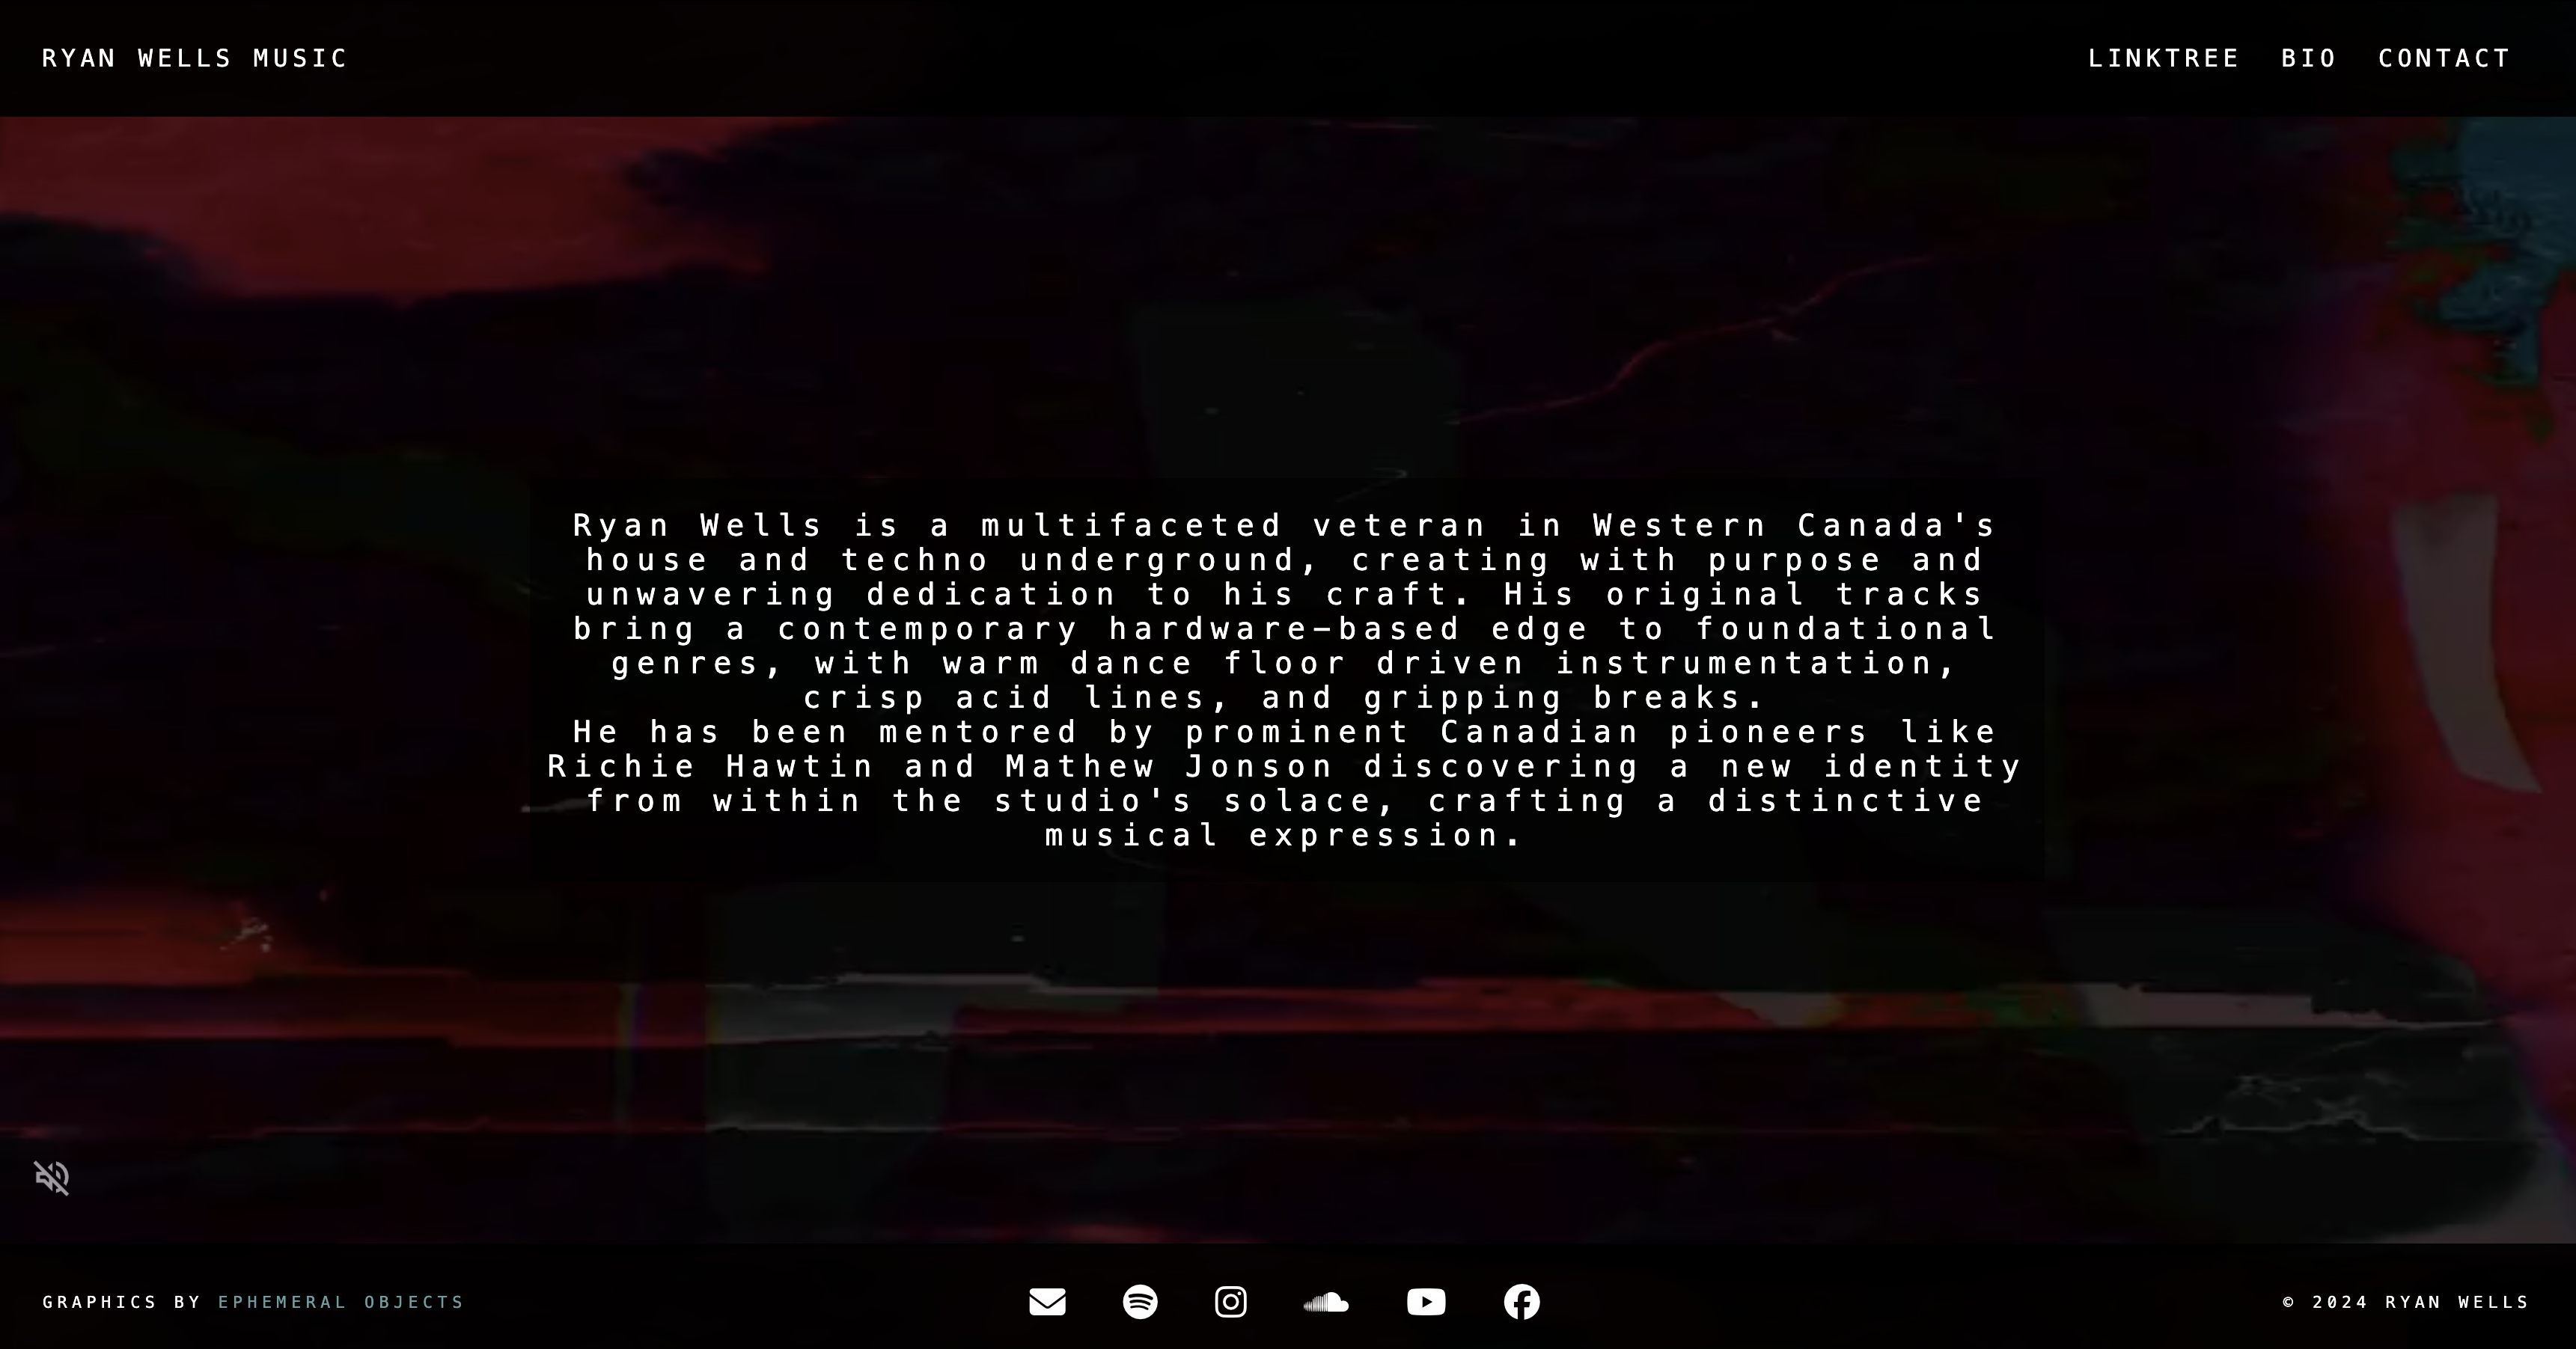 RYAN WELLS MUSIC
LINKTREE BIO CONTACT
Ryan Wells is a multifaceted veteran in Western Canada's
house and techno underground, creating with purpose and
unwavering dedication to his craft. His original tracks
bring a contemporary hardware-based edge to foundational
genres, with warm dance floor driven instrumentation,
crisp acid lines, and gripping breaks.
He has been mentored by prominent Canadian pioneers like
Richie Hawtin and Mathew Jonson discovering a new identity
from within the studio's solace, crafting a distinctive
musical expression.
GRAPHICS BY EPHEMERAL OBJECTS
© 2024 RYAN WELLS